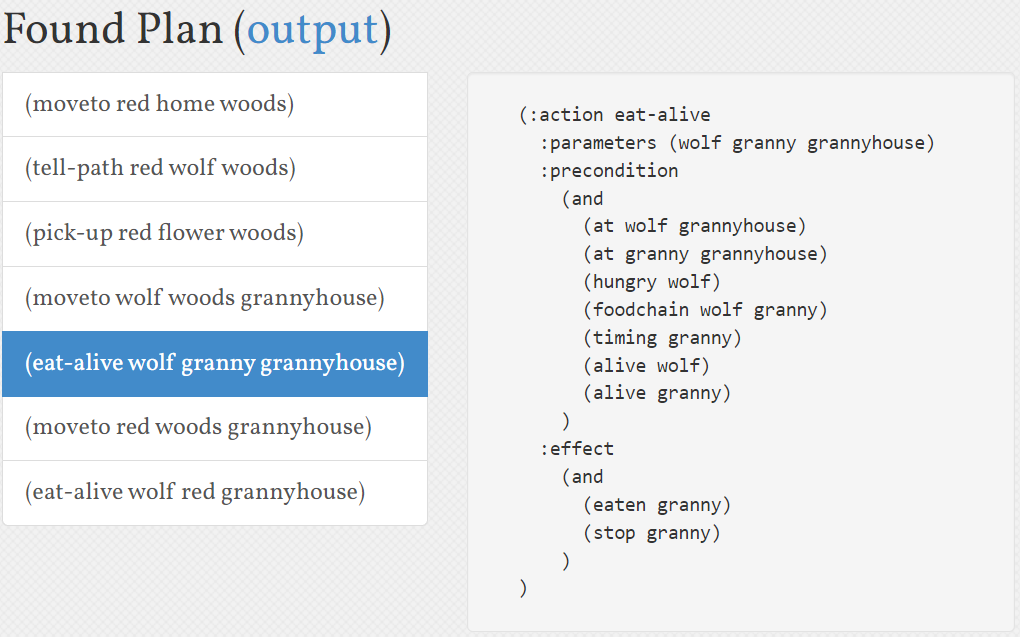 Found Plan (output)
(moveto red home woods)
(tell-path red wolf woods)
(pick-up red flower woods)
(moveto wolf woods grannyhouse)
(eat-alive wolf granny grannyhouse)
(moveto red woods grannyhouse)
(eat-alive wolf red grannyhouse)
(:action eat-alive
  :parameters (wolf granny grannyhouse)
  :precondition
    (and
      (at wolf grannyhouse)
      (at granny grannyhouse)
      (hungry wolf)
      (foodchain wolf granny)
      (timing granny)
      (alive wolf)
      (alive granny)
    )
  :effect
    (and
      (eaten granny)
      (stop granny)
    )
)